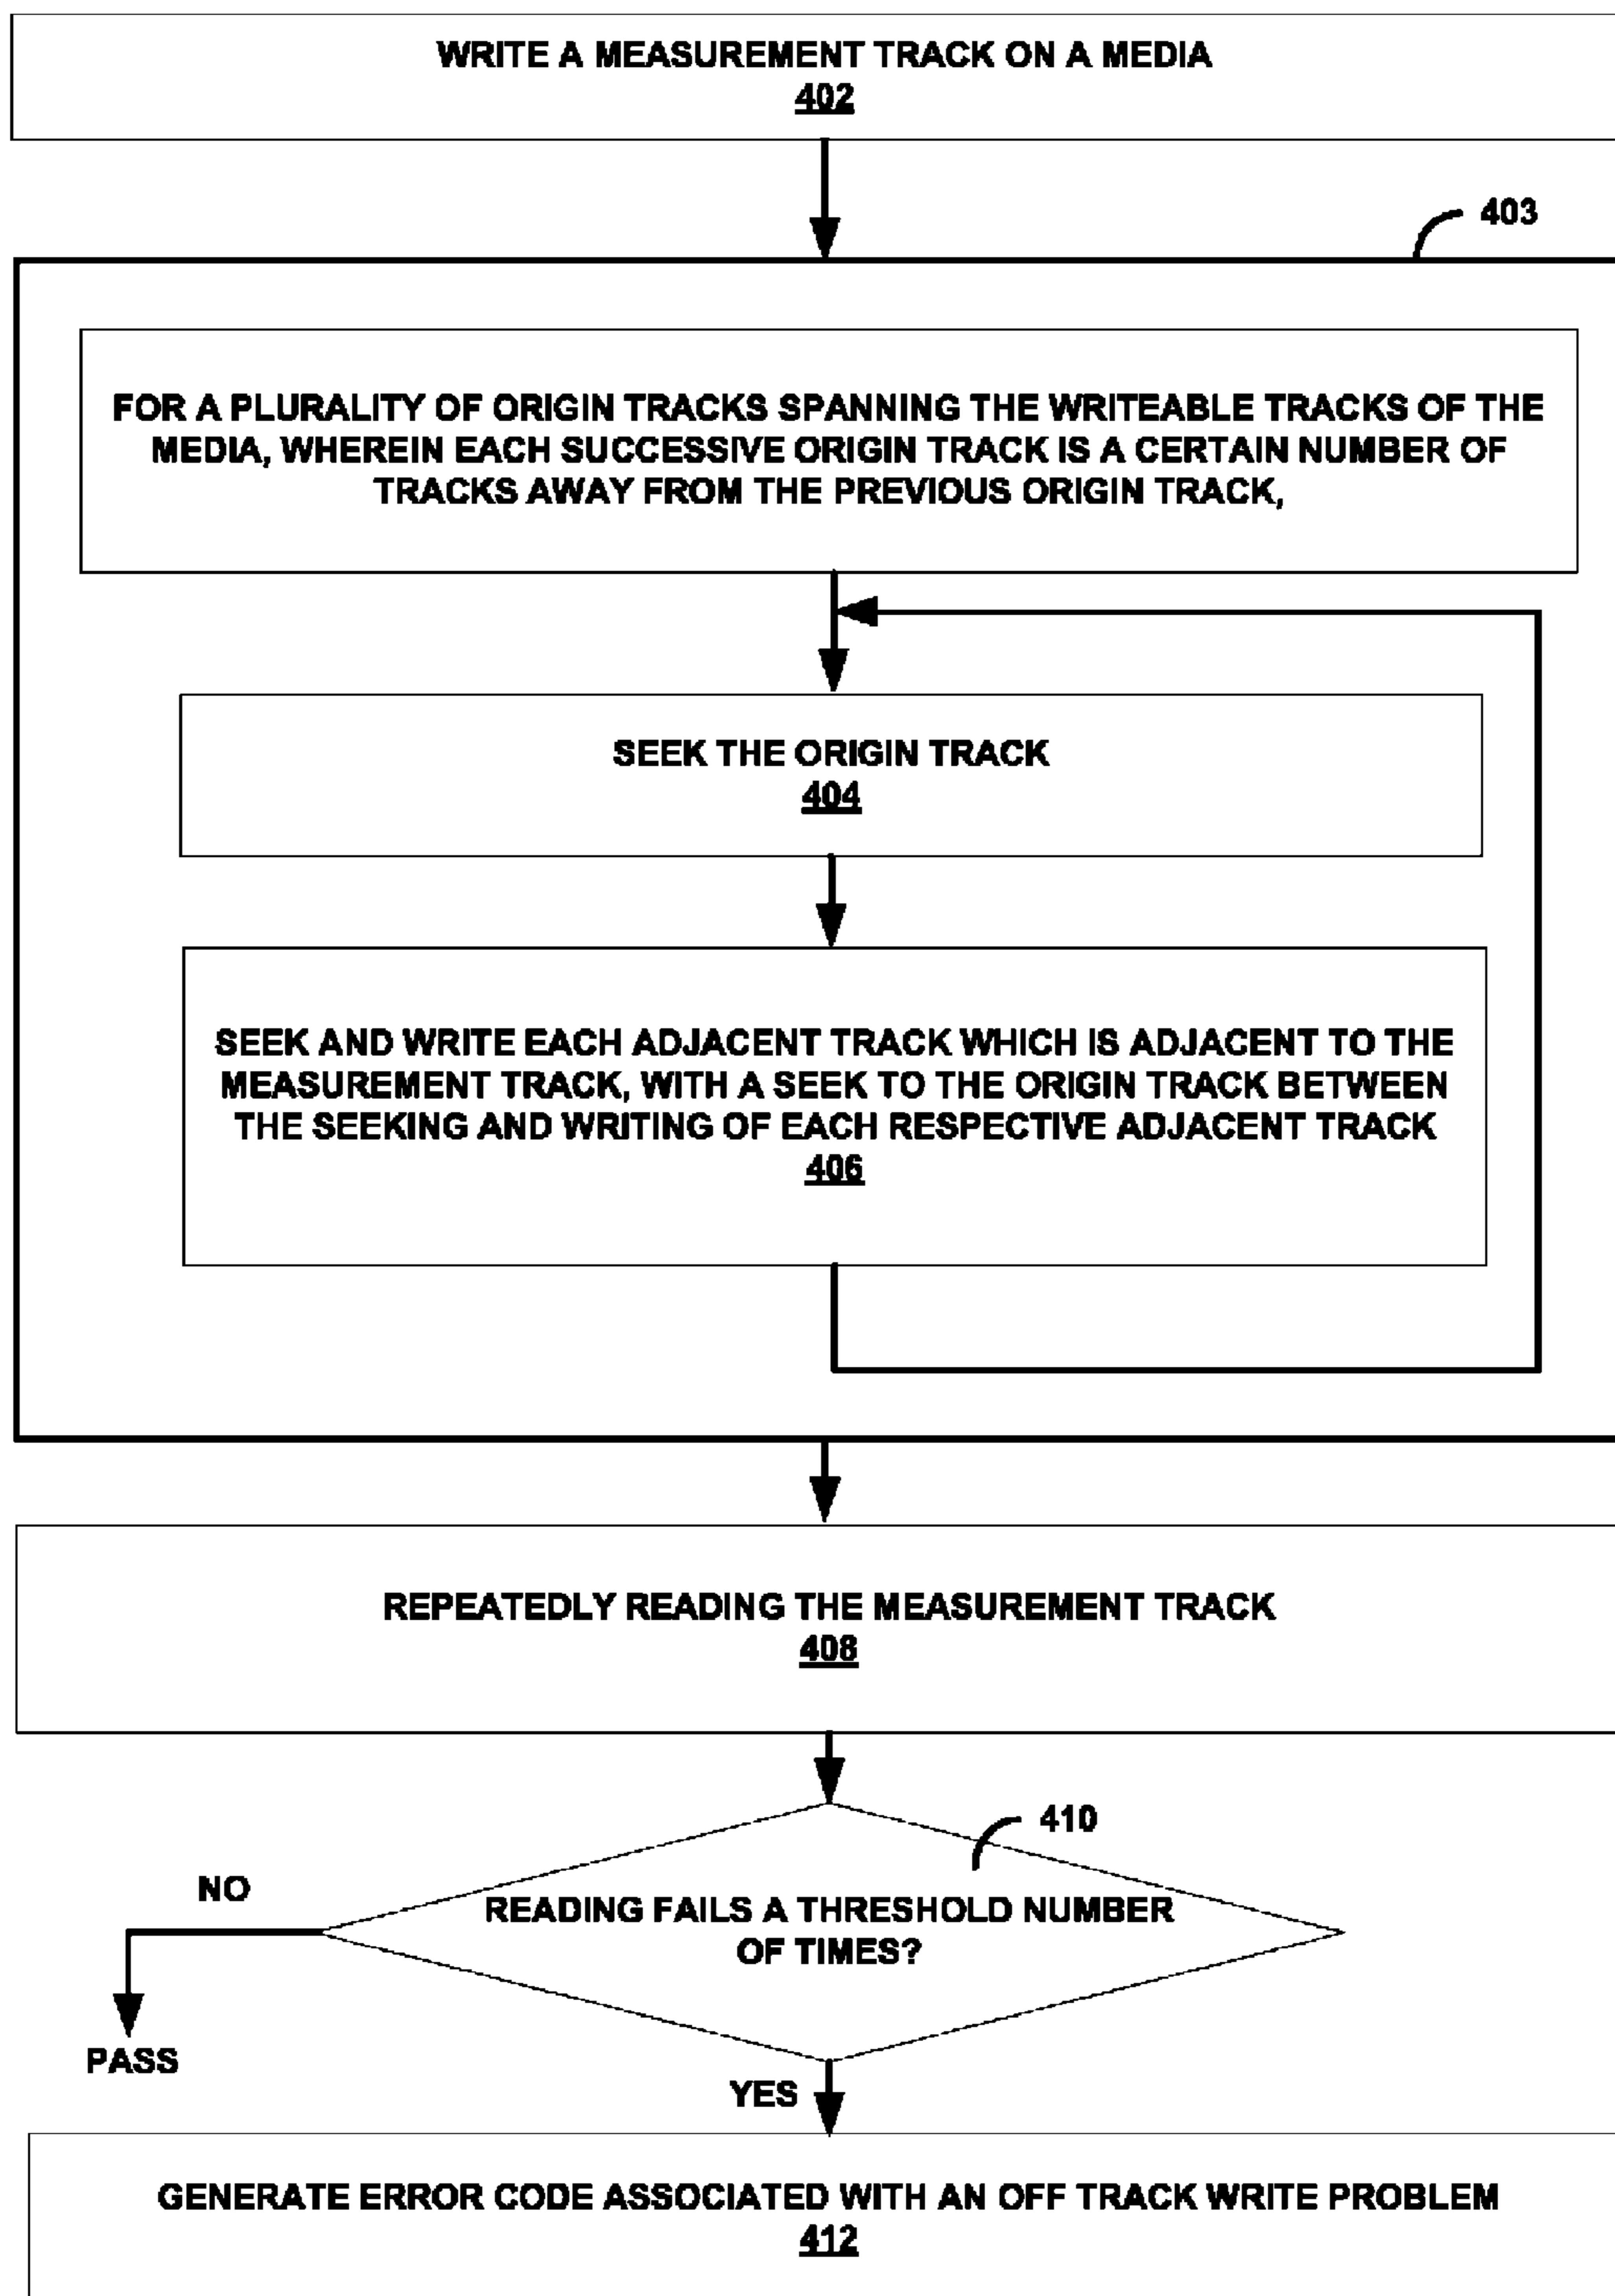 WRITE A MEASUREMENT TRACK ON A MEDIA
402
403
FOR A PLURALITY OF ORIGIN TRACKS SPANNING THE WRITEABLE TRACKS OF THE
MEDIA, WHEREIN EACH SUCCESSIVE ORIGIN TRACK IS A CERTAIN NUMBER OF
TRACKS AWAY FROM THE PREVIOUS ORIGIN TRACK,
SEEK THE ORIGIN TRACK
404
SEEK AND WRITE EACH ADJACENT TRACK WHICH IS ADJACENT TO THE
MEASUREMENT TRACK, WITH A SEEK TO THE ORIGIN TRACK BETWEEN
THE SEEKING AND WRITING OF EACH RESPECTIVE ADJACENT TRACK
406
REPEATEDLY READING THE MEASUREMENT TRACK
408
410
NO
READING FAILS A THRESHOLD NUMBER
OF TIMES?
PASS
YES
GENERATE ERROR CODE ASSOCIATED WITH AN OFF TRACK WRITE PROBLEM
412